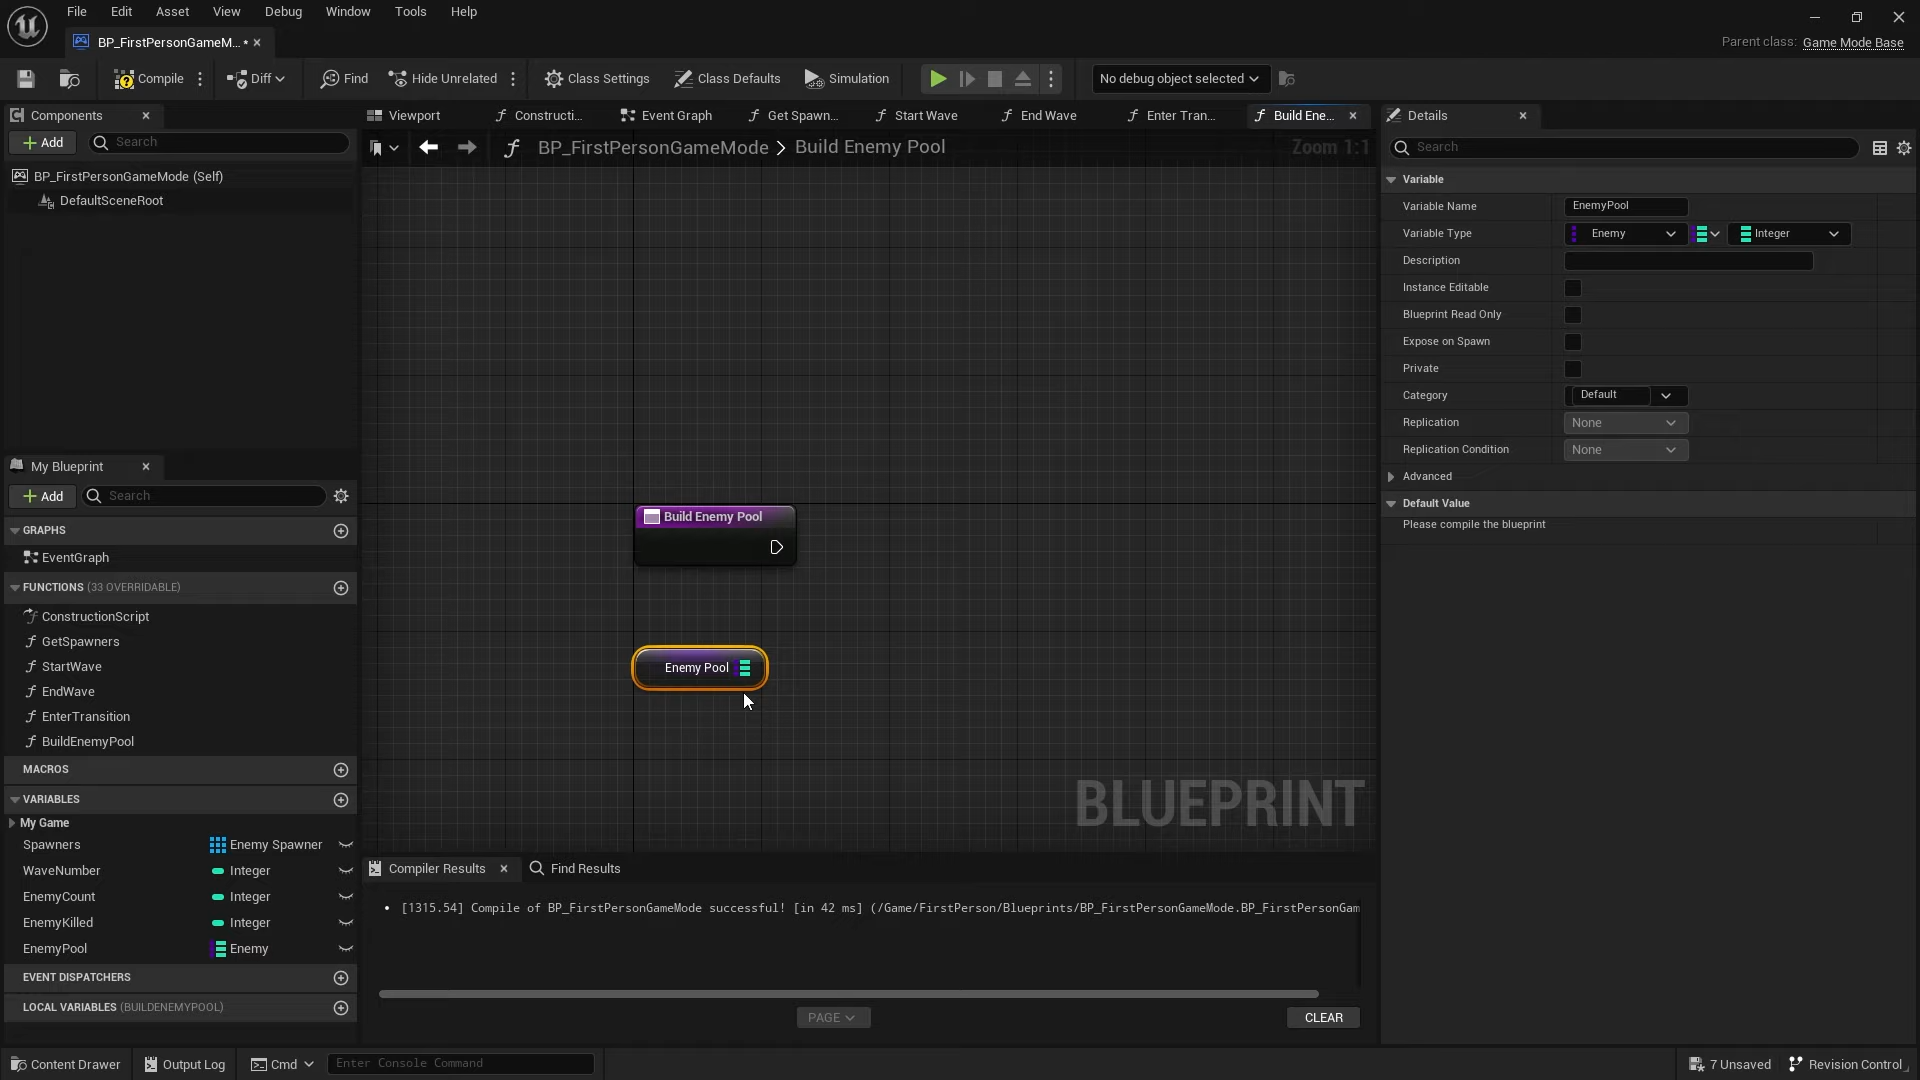 File Edit Asset View Debug Window Tools Help
BP_FirstPersonGameM... •
Parent class: Game Mode Base
Compile Diff Find Hide Unrelated Class Settings Class Defaults Simulation No debug object selected
Components
Add Search
BP_FirstPersonGameMode (Self)
DefaultSceneRoot
My Blueprint
Add Search
GRAPHS
EventGraph
FUNCTIONS (33 OVERRIDABLE)
ConstructionScript
GetSpawners
StartWave
EndWave
EnterTransition
BuildEnemyPool
MACROS
VARIABLES
My Game
Spawners Enemy Spawner
WaveNumber Integer
EnemyCount Integer
EnemyKilled Integer
EnemyPool Enemy
EVENT DISPATCHERS
LOCAL VARIABLES (BUILDENEMYPOOL)
Viewport Constructi... Event Graph Get Spawn... Start Wave End Wave Enter Tran... Build Ene...
BP_FirstPersonGameMode > Build Enemy Pool Zoom 1:1
Build Enemy Pool
Enemy Pool
BLUEPRINT
Compiler Results Find Results
• [1315.54] Compile of BP_FirstPersonGameMode successful! [in 42 ms] (/Game/FirstPerson/Blueprints/BP_FirstPersonGameMode.BP_FirstPersonGam
PAGE CLEAR
Details
Search
Variable
Variable Name EnemyPool
Variable Type Enemy Integer
Description
Instance Editable
Blueprint Read Only
Expose on Spawn
Private
Category Default
Replication None
Replication Condition None
Advanced
Default Value
Please compile the blueprint
Content Drawer Output Log Cmd Enter Console Command 7 Unsaved Revision Control